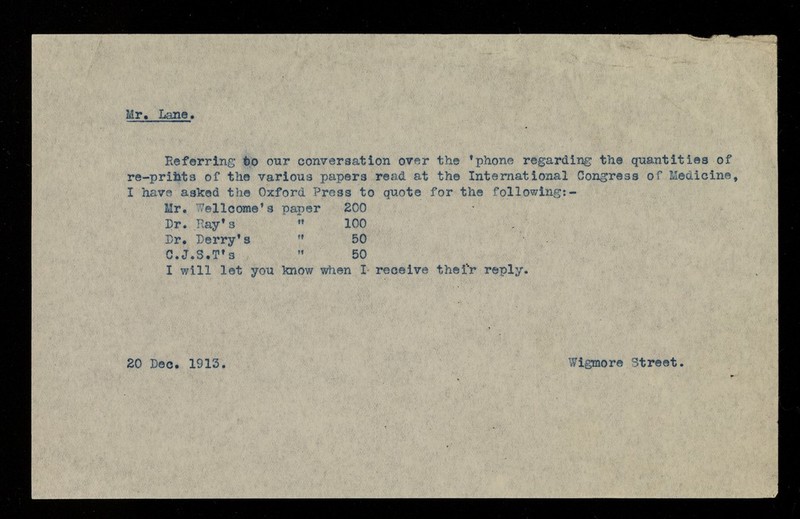 Mr. Lane.
Referring to our conversation over the 'phone regarding the quantities of
re-prints of the various papers read at the International Congress of Medicine,
I have asked the Oxford Press to quote for the following:-
Mr. Wellcome's paper 200
Dr. Ray's " 100
Dr. Derry's " 50
C.J.S.T's " 50
I will let you know when I receive their reply.
20 Dec. 1913. Wigmore Street.